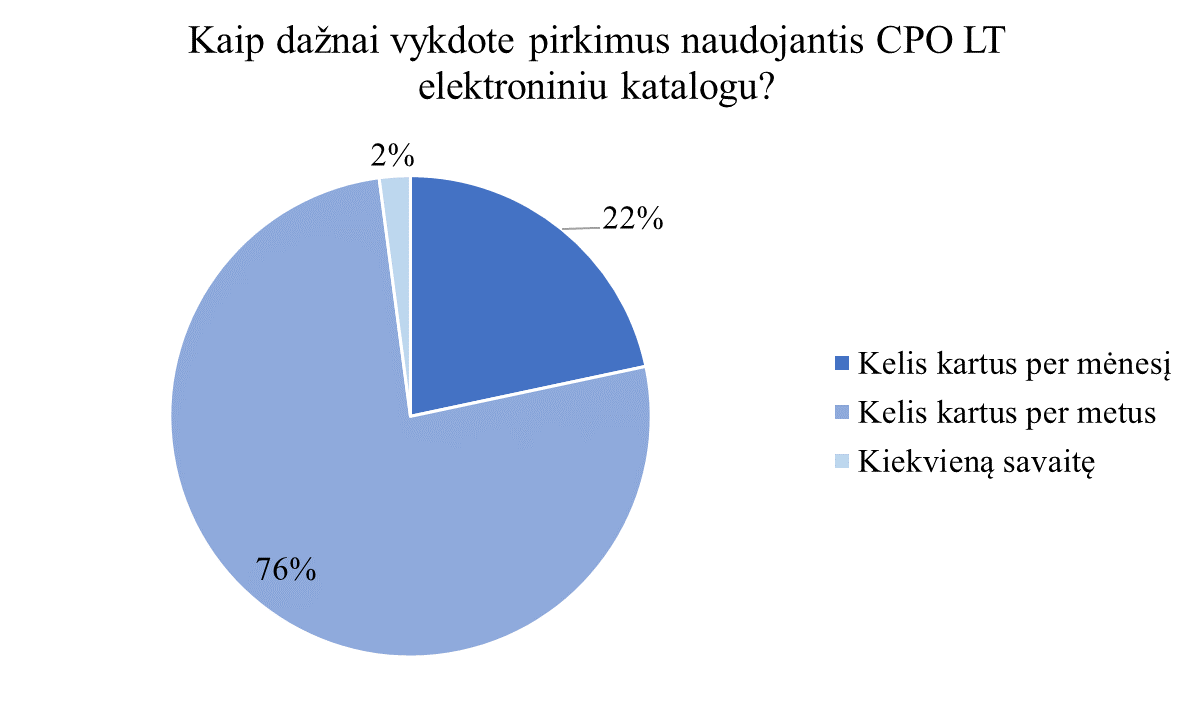 Kaip dažnai vykdote pirkimus naudojantis CPO LT
elektroniniu katalogu?
2%
22%
76%
Kelis kartus per mėnesį
Kelis kartus per metus
Kiekvieną savaitę